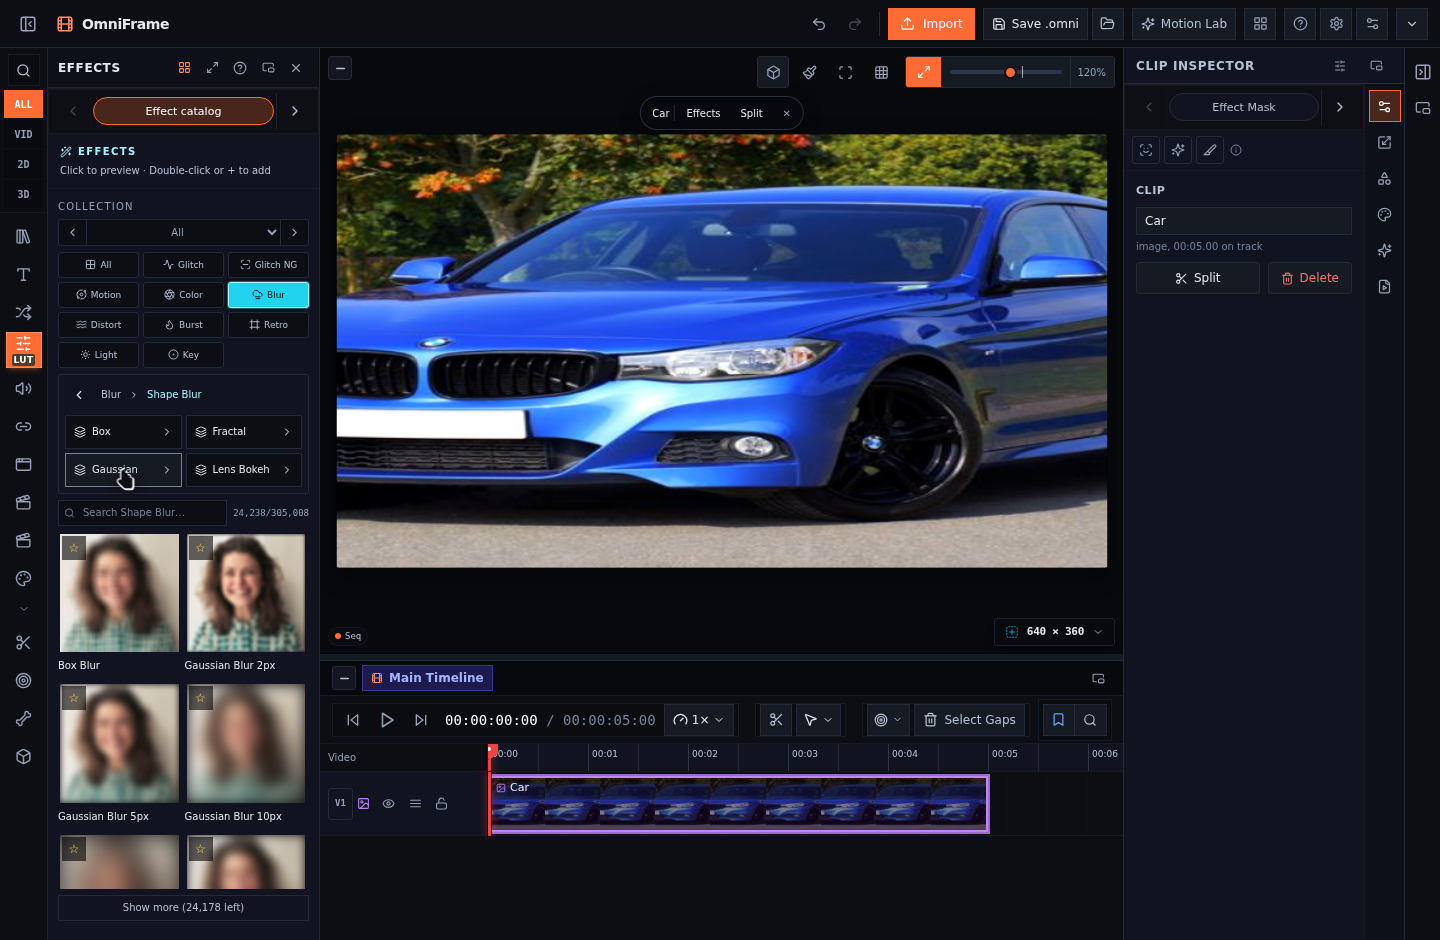 OmniFrame
Import
Save .omni
Motion Lab
EFFECTS
Effect catalog
EFFECTS
Click to preview · Double-click or + to add
COLLECTION
All
All
Glitch
Glitch NG
Motion
Color
Blur
Distort
Burst
Retro
Light
Key
Blur › Shape Blur
Box
Fractal
Gaussian
Lens Bokeh
Search Shape Blur...
24,238/305,008
Box Blur
Gaussian Blur 2px
Gaussian Blur 5px
Gaussian Blur 10px
Show more (24,178 left)
ALL
VID
2D
3D
LUT
120%
Car
Effects
Split
×
Seq
640 × 360
Main Timeline
00:00:00:00 / 00:00:05:00
1×
Select Gaps
Video
0:00
00:01
00:02
00:03
00:04
00:05
00:06
V1
Car
CLIP INSPECTOR
Effect Mask
CLIP
Car
image, 00:05.00 on track
Split
Delete